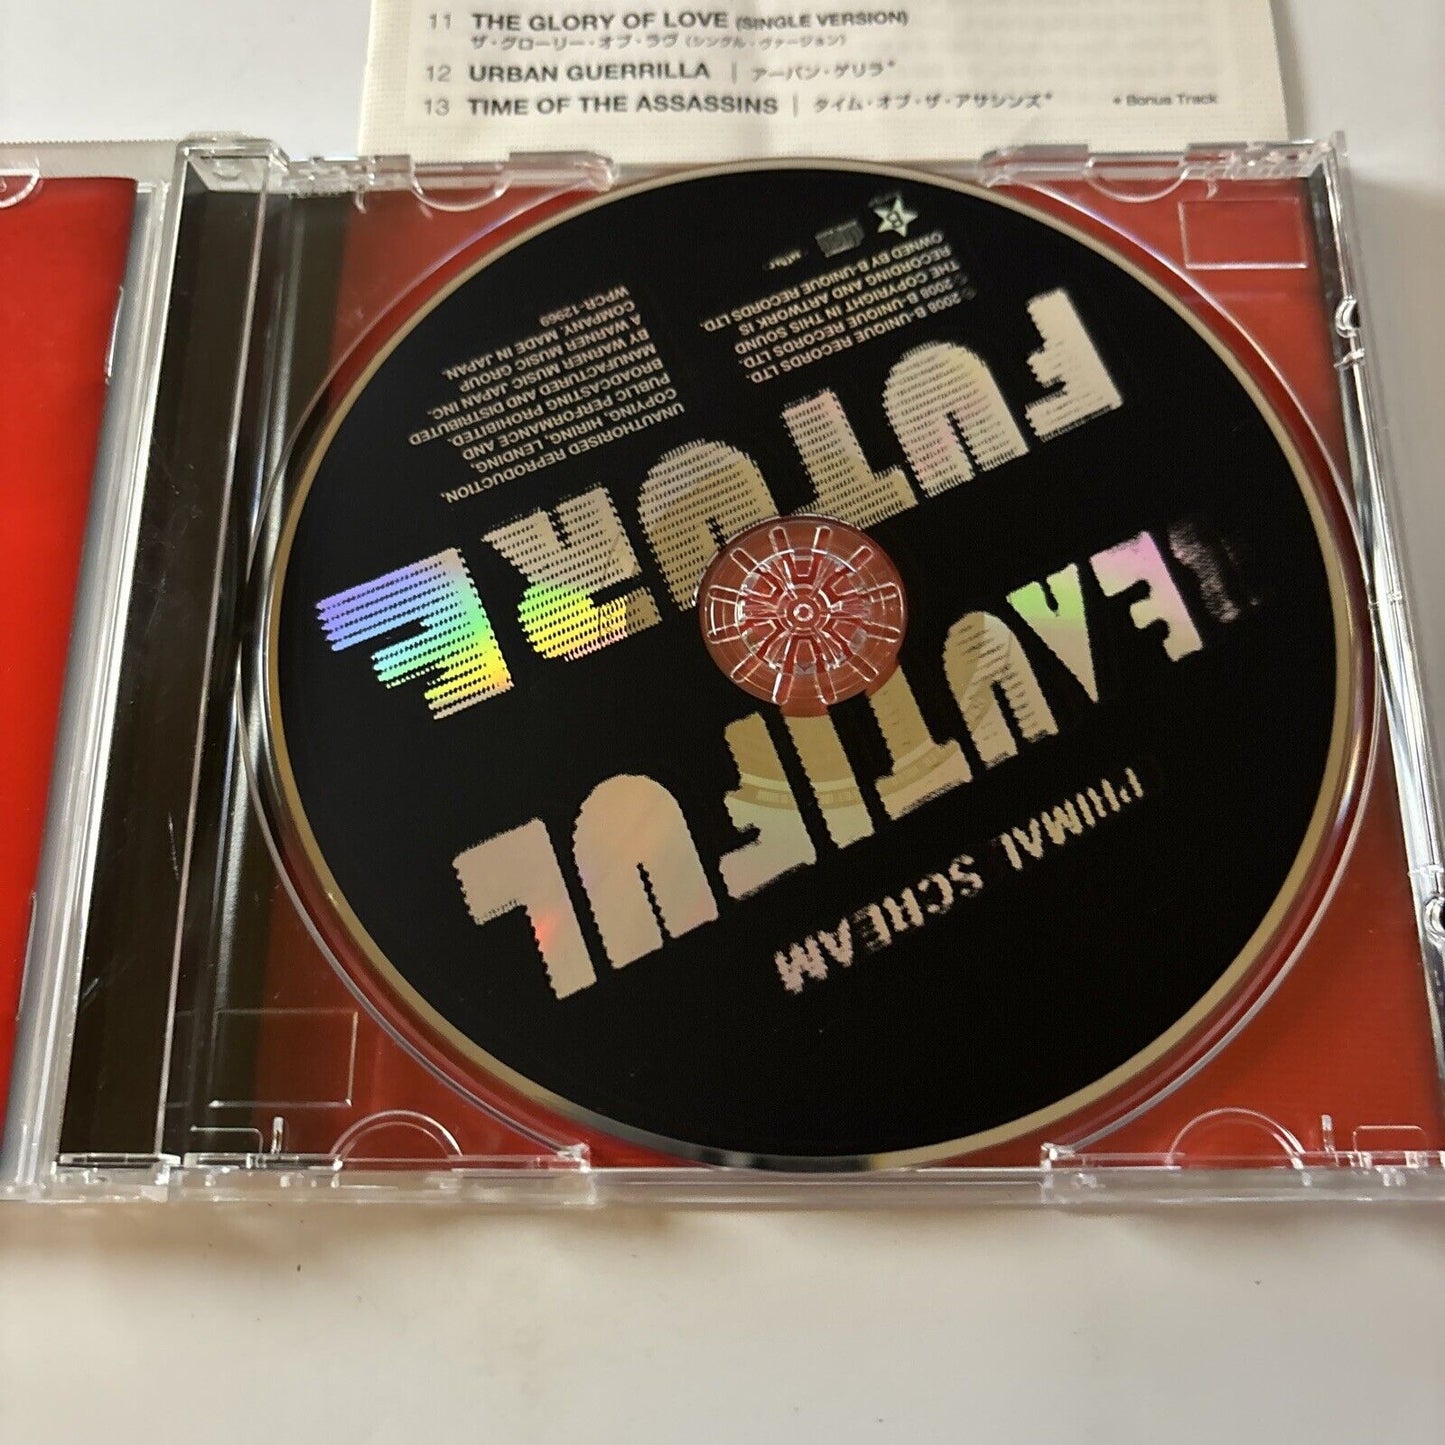 11 THE GLORY OF LOVE (SINGLE VERSION)
ザ・グローリー・オブ・ラヴ (シングル・ヴァージョン)
12 URBAN GUERRILLA | アーバン・ゲリラ*
13 TIME OF THE ASSASSINS | タイム・オブ・ザ・アサシンズ*
* Bonus Track
PRIMAL SCREAM
BEAUTIFUL
FUTURE
℗ 2008 B-UNIQUE RECORDS LTD.
© 2008 B-UNIQUE RECORDS LTD.
THE COPYRIGHT IN THIS SOUND
RECORDING AND ARTWORK IS
OWNED BY B-UNIQUE RECORDS LTD.
UNAUTHORISED REPRODUCTION,
COPYING, HIRING, LENDING,
PUBLIC PERFORMANCE AND
BROADCASTING PROHIBITED.
MANUFACTURED AND DISTRIBUTED
BY WARNER MUSIC JAPAN INC.
A WARNER MUSIC GROUP
COMPANY. MADE IN JAPAN.
WPCR-12969